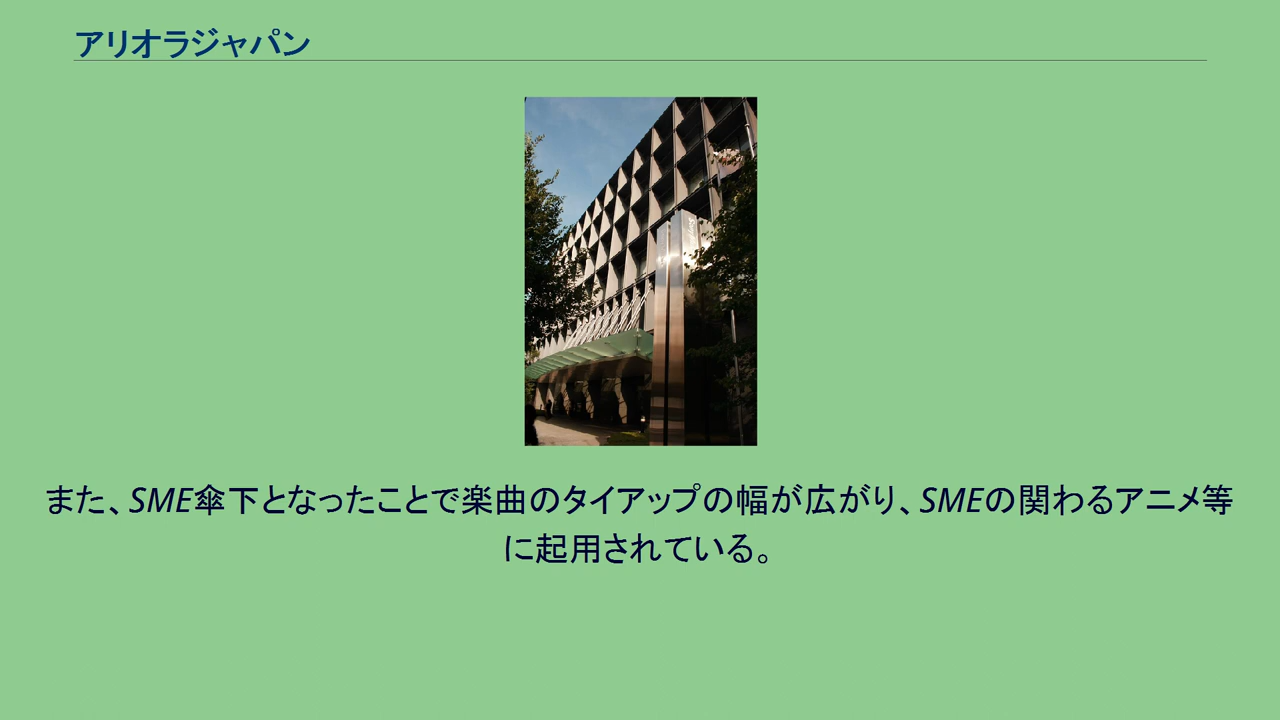 アリオラジャパン
また、SME傘下となったことで楽曲のタイアップの幅が広がり、SMEの関わるアニメ等
に起用されている。